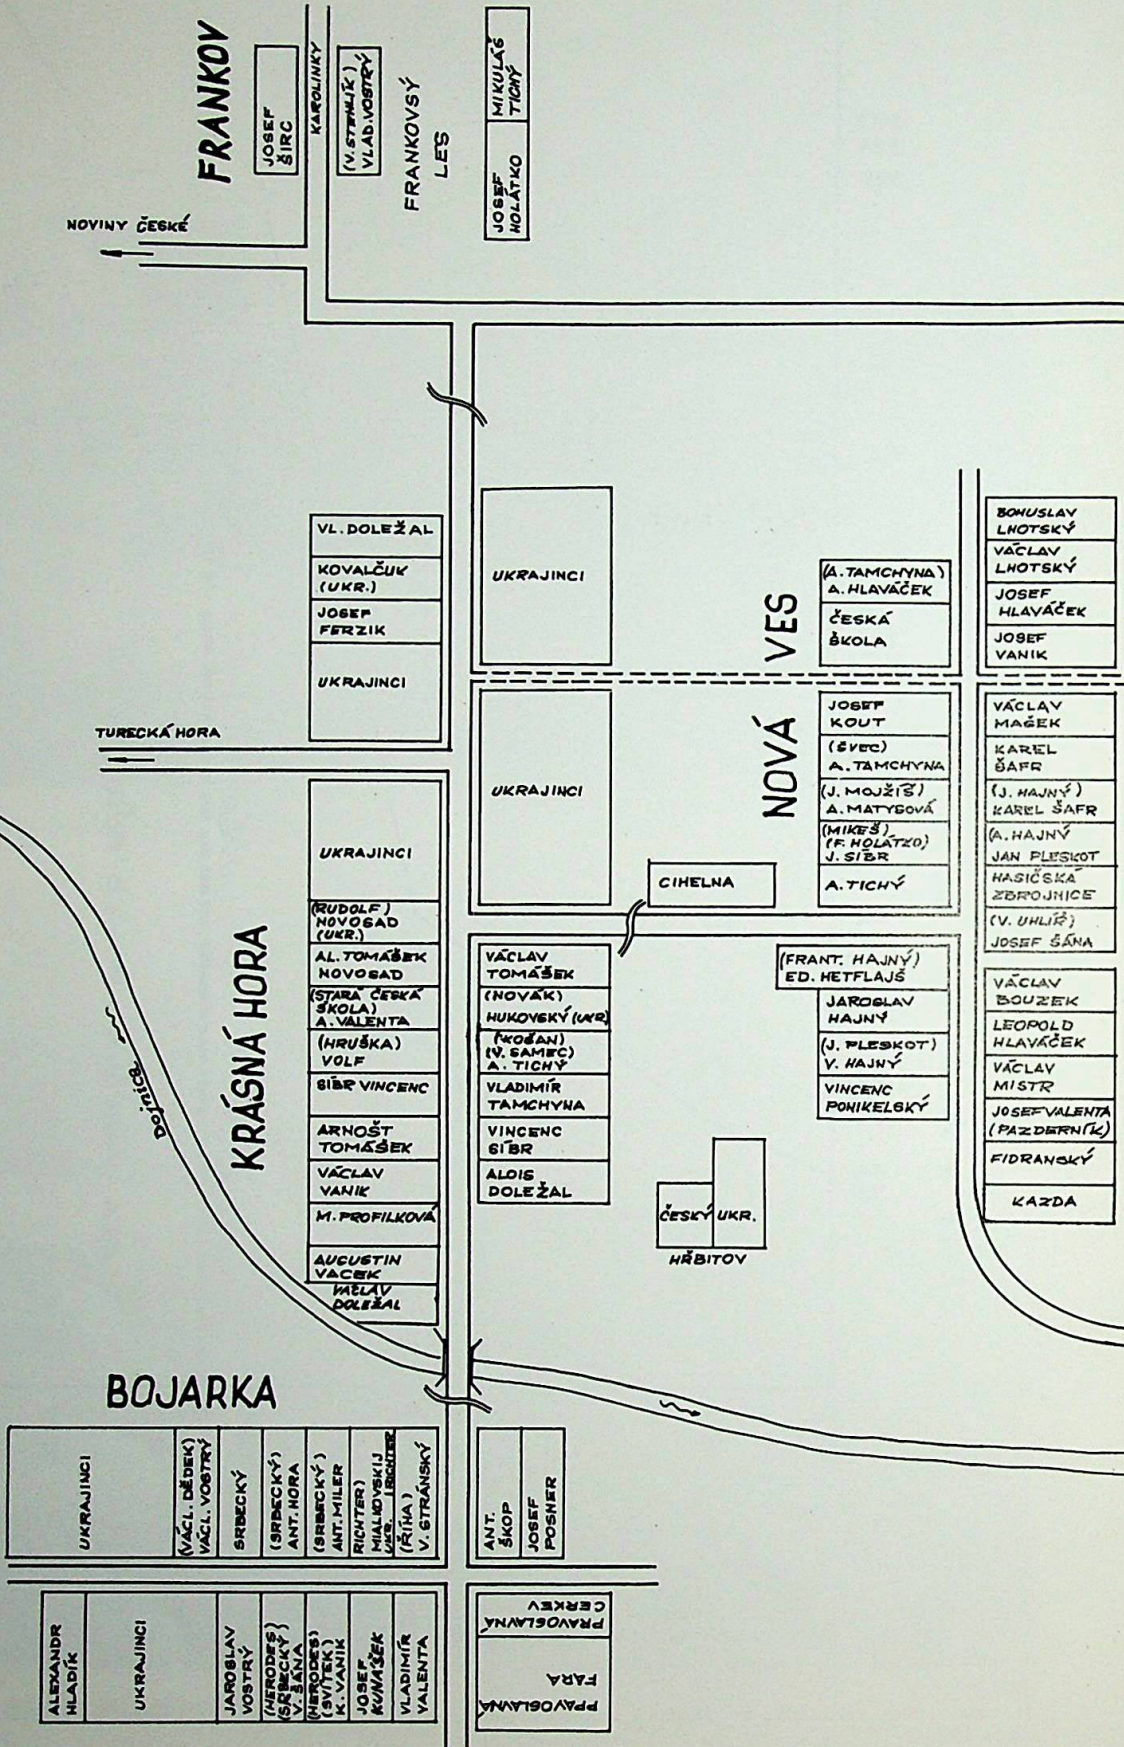 FRANKOV
JOSEF
ŠIRC
KAROLINKY
(V. STEHLÍK)
VLAD. VOSTRÝ
FRANKOVSÝ
LES
MIKULÁŠ
TICHÝ
JOSEF
HOLÁTKO
NOVINY ČESKÉ
VL. DOLEŽAL
KOVALČUK
(UKR.)
JOSEF
FERZIK
UKRAJINCI
UKRAJINCI
TURECKÁ HORA
UKRAJINCI
UKRAJINCI
NOVÁ VES
(A. TAMCHYNA)
A. HLAVÁČEK
ČESKÁ
ŠKOLA
JOSEF
KOUT
(ŠVEC)
A. TAMCHYNA
(J. MOJŽÍŠ)
A. MATYSOVÁ
(MIKEŠ)
(F. HOLÁTKO)
J. SÍBR
A. TICHÝ
CIHELNA
BOHUSLAV
LHOTSKÝ
VÁCLAV
LHOTSKÝ
JOSEF
HLAVÁČEK
JOSEF
VANIK
VÁCLAV
MAŠEK
KAREL
ŠAFR
(J. HAJNÝ)
KAREL ŠAFR
(A. HAJNÝ
JAN PLESKOT
HASIČSKÁ
ZBROJNICE
(V. UHLÍŘ)
JOSEF ŠÁNA
VÁCLAV
BOUZEK
LEOPOLD
HLAVÁČEK
VÁCLAV
MISTR
JOSEF VALENTA
(PAZDERNÍK)
FIDRANSKÝ
KAZDA
(FRANT. HAJNÝ)
ED. HETFLAJŠ
JAROSLAV
HAJNÝ
(J. PLESKOT)
V. HAJNÝ
VINCENC
PONIKELSKÝ
KRÁSNÁ HORA
Dojnice
(RUDOLF)
NOVOSAD
(UKR.)
AL. TOMÁŠEK
NOVOSAD
(STARÁ ČESKÁ
ŠKOLA)
A. VALENTA
(HRUŠKA)
VOLF
SÍBR VINCENC
ARNOŠT
TOMÁŠEK
VÁCLAV
VANIK
M. PROFILKOVÁ
AUGUSTIN
VACEK
VÁCLAV
DOLEŽAL
VÁCLAV
TOMÁŠEK
(NOVÁK)
HUKOVSKÝ (UKR)
(KOŠAN)
(V. SAMEC)
A. TICHÝ
VLADIMÍR
TAMCHYNA
VINCENC
SÍBR
ALOIS
DOLEŽAL
ČESKÝ
UKR.
HŘBITOV
BOJARKA
UKRAJINCI
(VÁCL. DĚDEK)
VÁCL. VOSTRÝ
SRBECKÝ
(SRBECKÝ)
ANT. HORA
(SRBECKÝ)
ANT. MILER
RICHTER)
MIALKOVSKIJ
UKR. (RICHTER
(ŘÍHA)
V. STRÁNSKÝ
ANT.
ŠKOP
JOSEF
POSNER
ALEXANDR
HLADÍK
UKRAJINCI
JAROSLAV
VOSTRÝ
(HERODES)
(SRBECKÝ)
V. ŠÁNA
(HERODES)
(SVÍTEK)
K. VANIK
JOSEF
KUNÁŠEK
VLADIMÍR
VALENTA
PRAVOSLAVNÁ
CERKEV
PRAVOSLAVNÁ
FARA